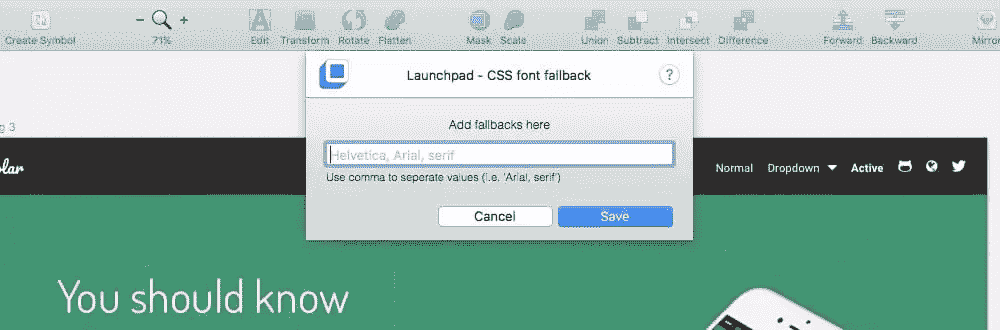 Create Symbol 71% Edit Transform Rotate Flatten Mask Scale Union Subtract Intersect Difference Forward Backward Mirror
Launchpad - CSS font fallback ?
g 3
Add fallbacks here
Helvetica, Arial, serif
Use comma to seperate values (i.e. 'Arial, serif')
Normal Dropdown Active
Cancel Save
You should know